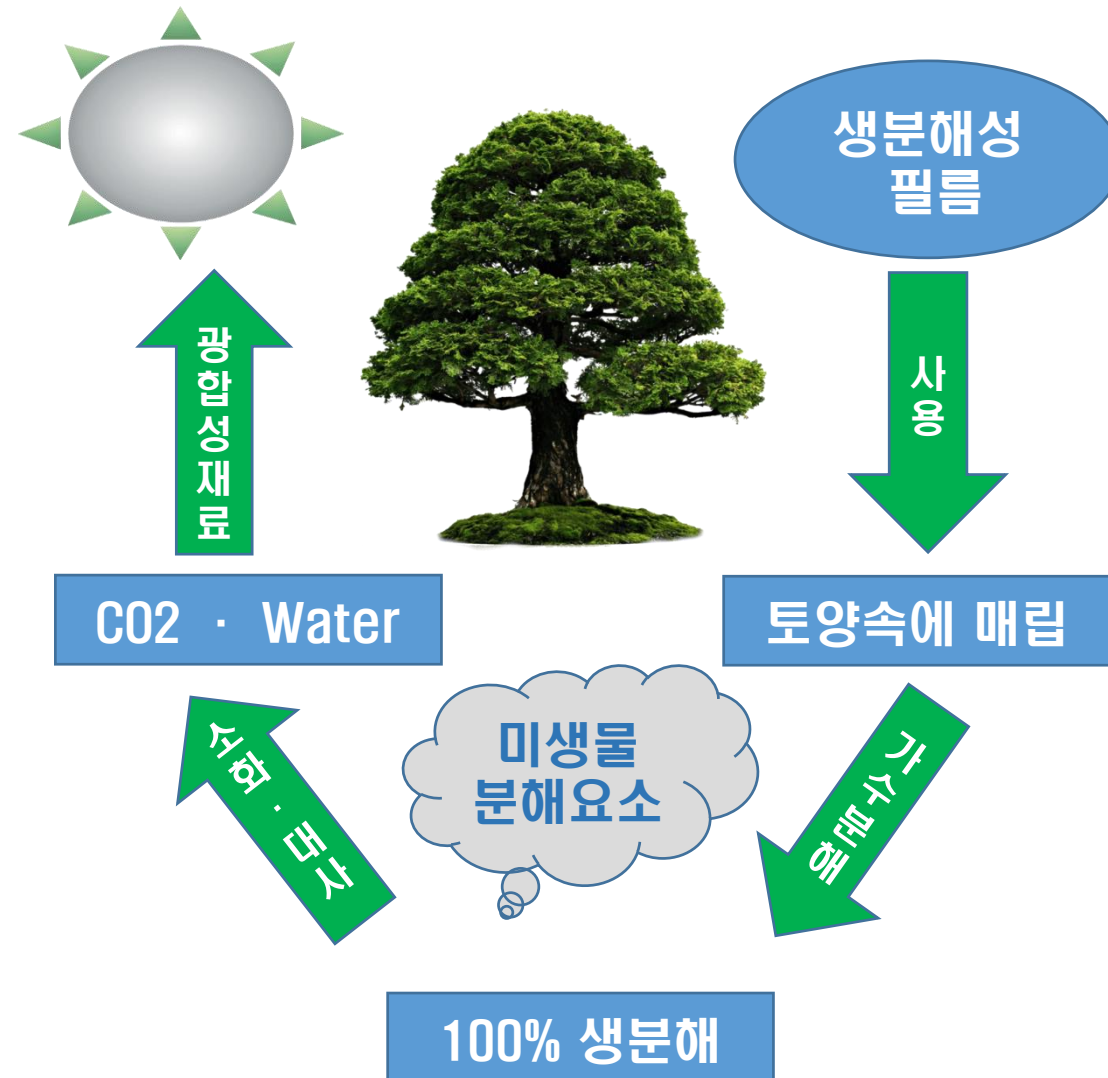 생분해성
필름
광합성재료
사용
CO2 · Water
토양속에 매립
미생물
분해요소
소화 · 대사
가수분해
100% 생분해